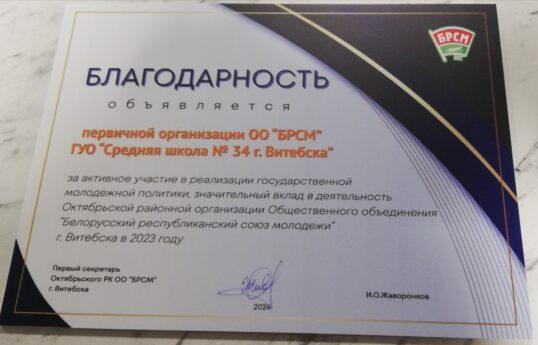 БРСМ
БЛАГОДАРНОСТЬ
объявляется
первичной организации ОО "БРСМ"
ГУО "Средняя школа № 34 г. Витебска"
за активное участие в реализации государственной
молодежной политики, значительный вклад в деятельность
Октябрьской районной организации Общественного объединения
"Белорусский республиканский союз молодежи"
г. Витебска в 2023 году
Первый секретарь
Октябрьского РК ОО "БРСМ"
г. Витебска
2024
И.О.Жаворонков